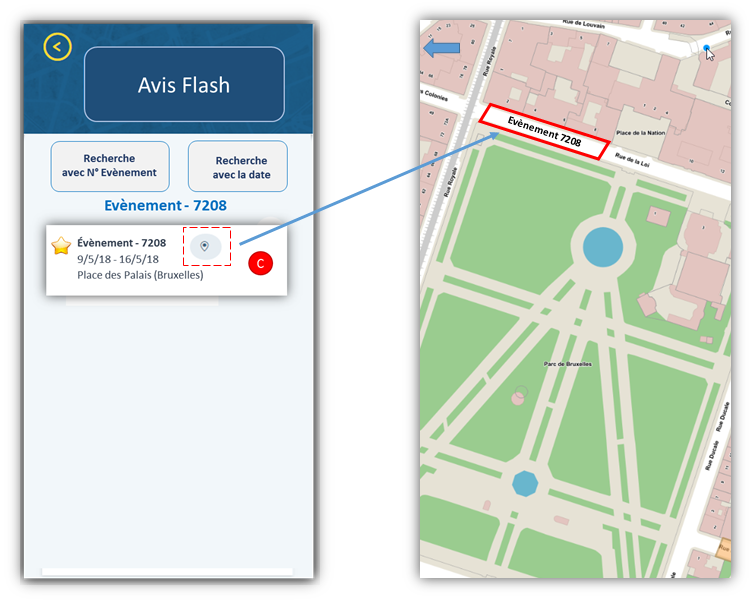 <
Avis Flash
Recherche
avec N° Evènement
Recherche
avec la date
Evènement - 7208
Évènement - 7208
9/5/18 - 16/5/18
Place des Palais (Bruxelles)
C
Rue de Louvain
Rue Royale
s Colonies
Evènement 7208
Place de la Nation
Rue de la Loi
Rue Royale
Parc de Bruxelles
Rue Ducale
Rue Ducale
Rue